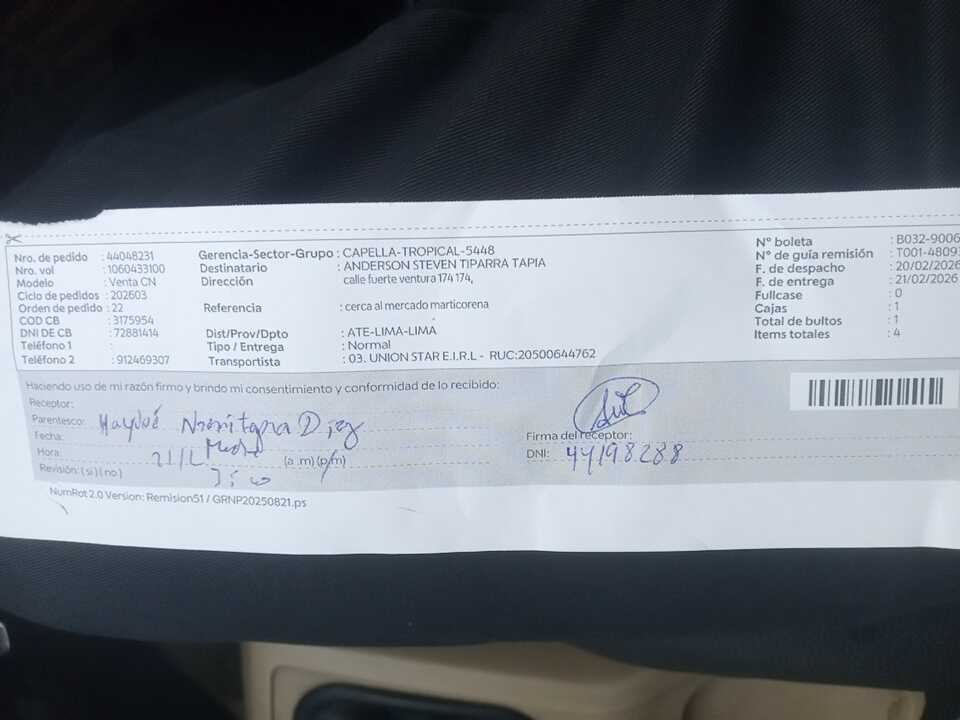 Nro. de pedido : 44048231
Nro. vol : 1060433100
Modelo : Venta CN
Ciclo de pedidos : 202603
Orden de pedido : 22
COD CB : 3175954
DNI DE CB : 72881414
Teléfono 1 :
Teléfono 2 : 912469307
Gerencia-Sector-Grupo : CAPELLA-TROPICAL-5448
Destinatario : ANDERSON STEVEN TIPARRA TAPIA
Dirección calle fuerte ventura 174 174,
Referencia : cerca al mercado marticorena
Dist/Prov/Dpto : ATE-LIMA-LIMA
Tipo / Entrega : Normal
Transportista : 03. UNION STAR E.I.R.L - RUC:20500644762
N° boleta : B032-9006
N° de guía remisión : T001-4809
F. de despacho : 20/02/2026
F. de entrega : 21/02/2026
Fullcase : 0
Cajas : 1
Total de bultos : 1
Items totales : 4
Haciendo uso de mi razón firmo y brindo mi consentimiento y conformidad de lo recibido:
Receptor:
Parentesco:
Fecha:
Hora: (a .m) (p/m)
Revisión: ( si ) ( no )
Firma del receptor:
DNI: 44198288
NumRot 2.0 Version: Remision51 / GRNP20250821.ps